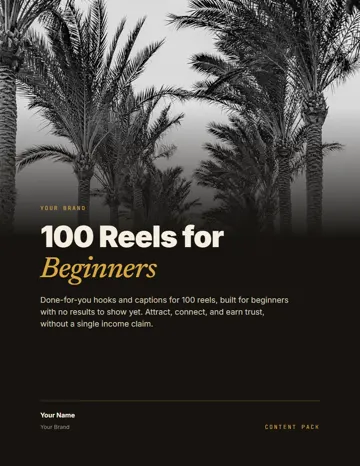 YOUR BRAND
100 Reels for
Beginners
Done-for-you hooks and captions for 100 reels, built for beginners
with no results to show yet. Attract, connect, and earn trust,
without a single income claim.
Your Name
Your Brand
CONTENT PACK